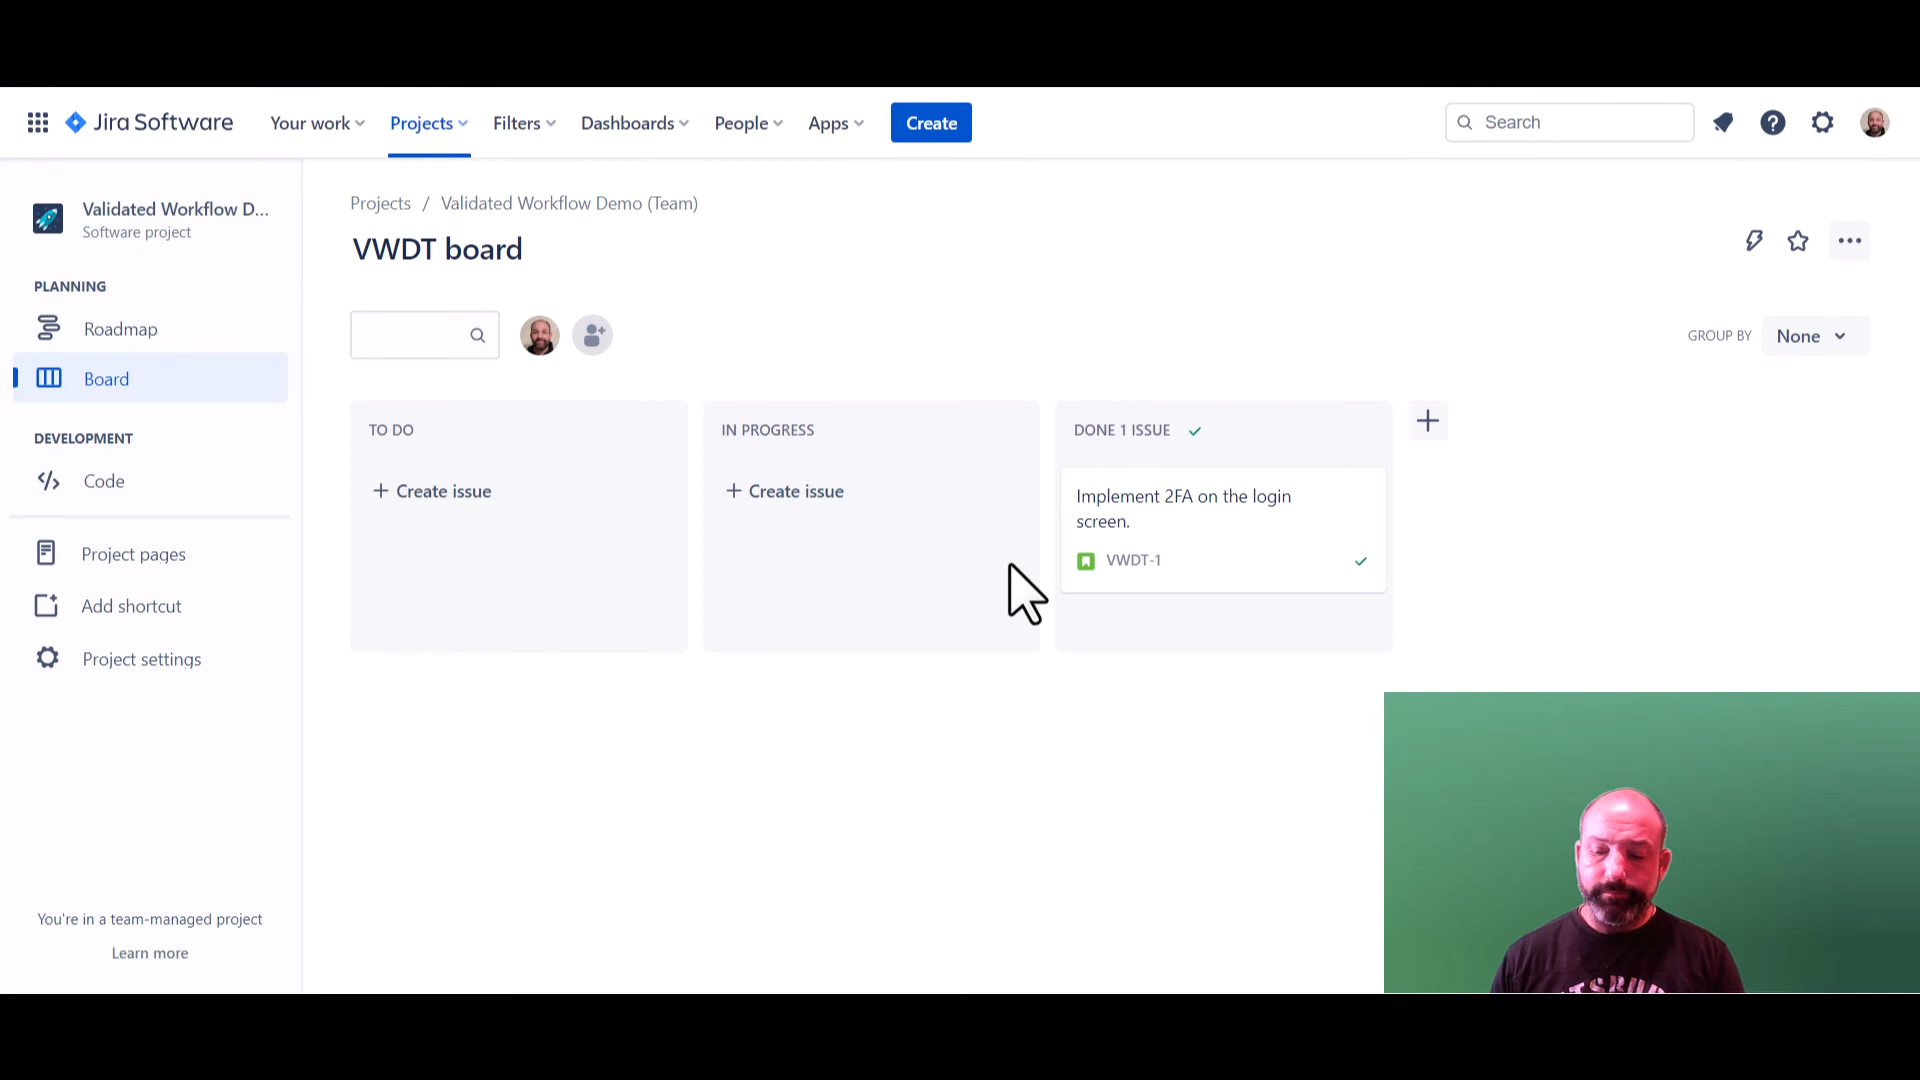 Jira Software
Your work
Projects
Filters
Dashboards
People
Apps
Create
Search
Validated Workflow D...
Software project
PLANNING
Roadmap
Board
DEVELOPMENT
Code
Project pages
Add shortcut
Project settings
You're in a team-managed project
Learn more
Projects / Validated Workflow Demo (Team)
VWDT board
GROUP BY None
TO DO
+ Create issue
IN PROGRESS
+ Create issue
DONE 1 ISSUE
Implement 2FA on the login
screen.
VWDT-1